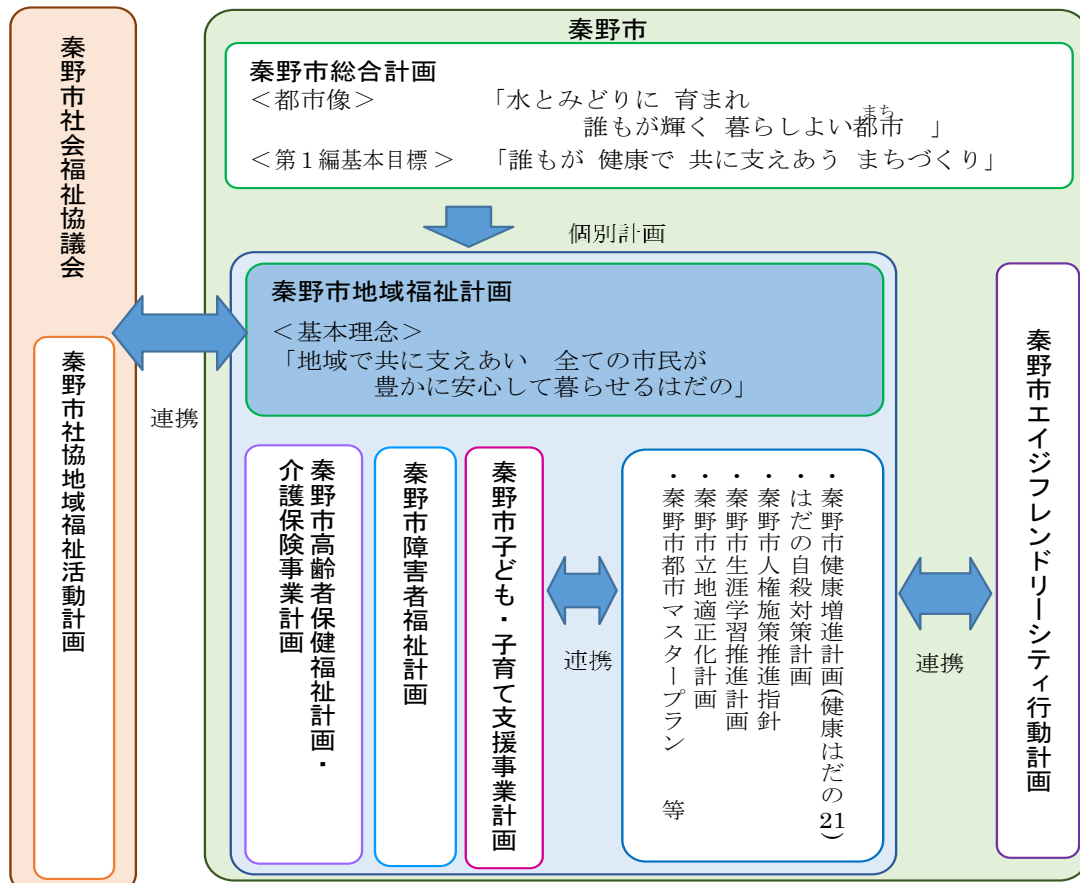 秦野市
秦野市総合計画
＜都市像＞ 「水とみどりに 育まれ
誰もが輝く 暮らしよい都市 」
まち
＜第１編基本目標＞ 「誰もが 健康で 共に支えあう まちづくり」
個別計画
秦野市地域福祉計画
＜基本理念＞
「地域で共に支えあい 全ての市民が
豊かに安心して暮らせるはだの」
秦野市社会福祉協議会
秦野市社協地域福祉活動計画
連携
秦野市高齢者保健福祉計画・
介護保険事業計画
秦野市障害者福祉計画
秦野市子ども・子育て支援事業計画
連携
・秦野市健康増進計画(健康はだの21)
・はだの自殺対策計画
・秦野市人権施策推進指針
・秦野市生涯学習推進計画
・秦野市立地適正化計画
・秦野市都市マスタープラン 等
連携
秦野市エイジフレンドリーシティ行動計画